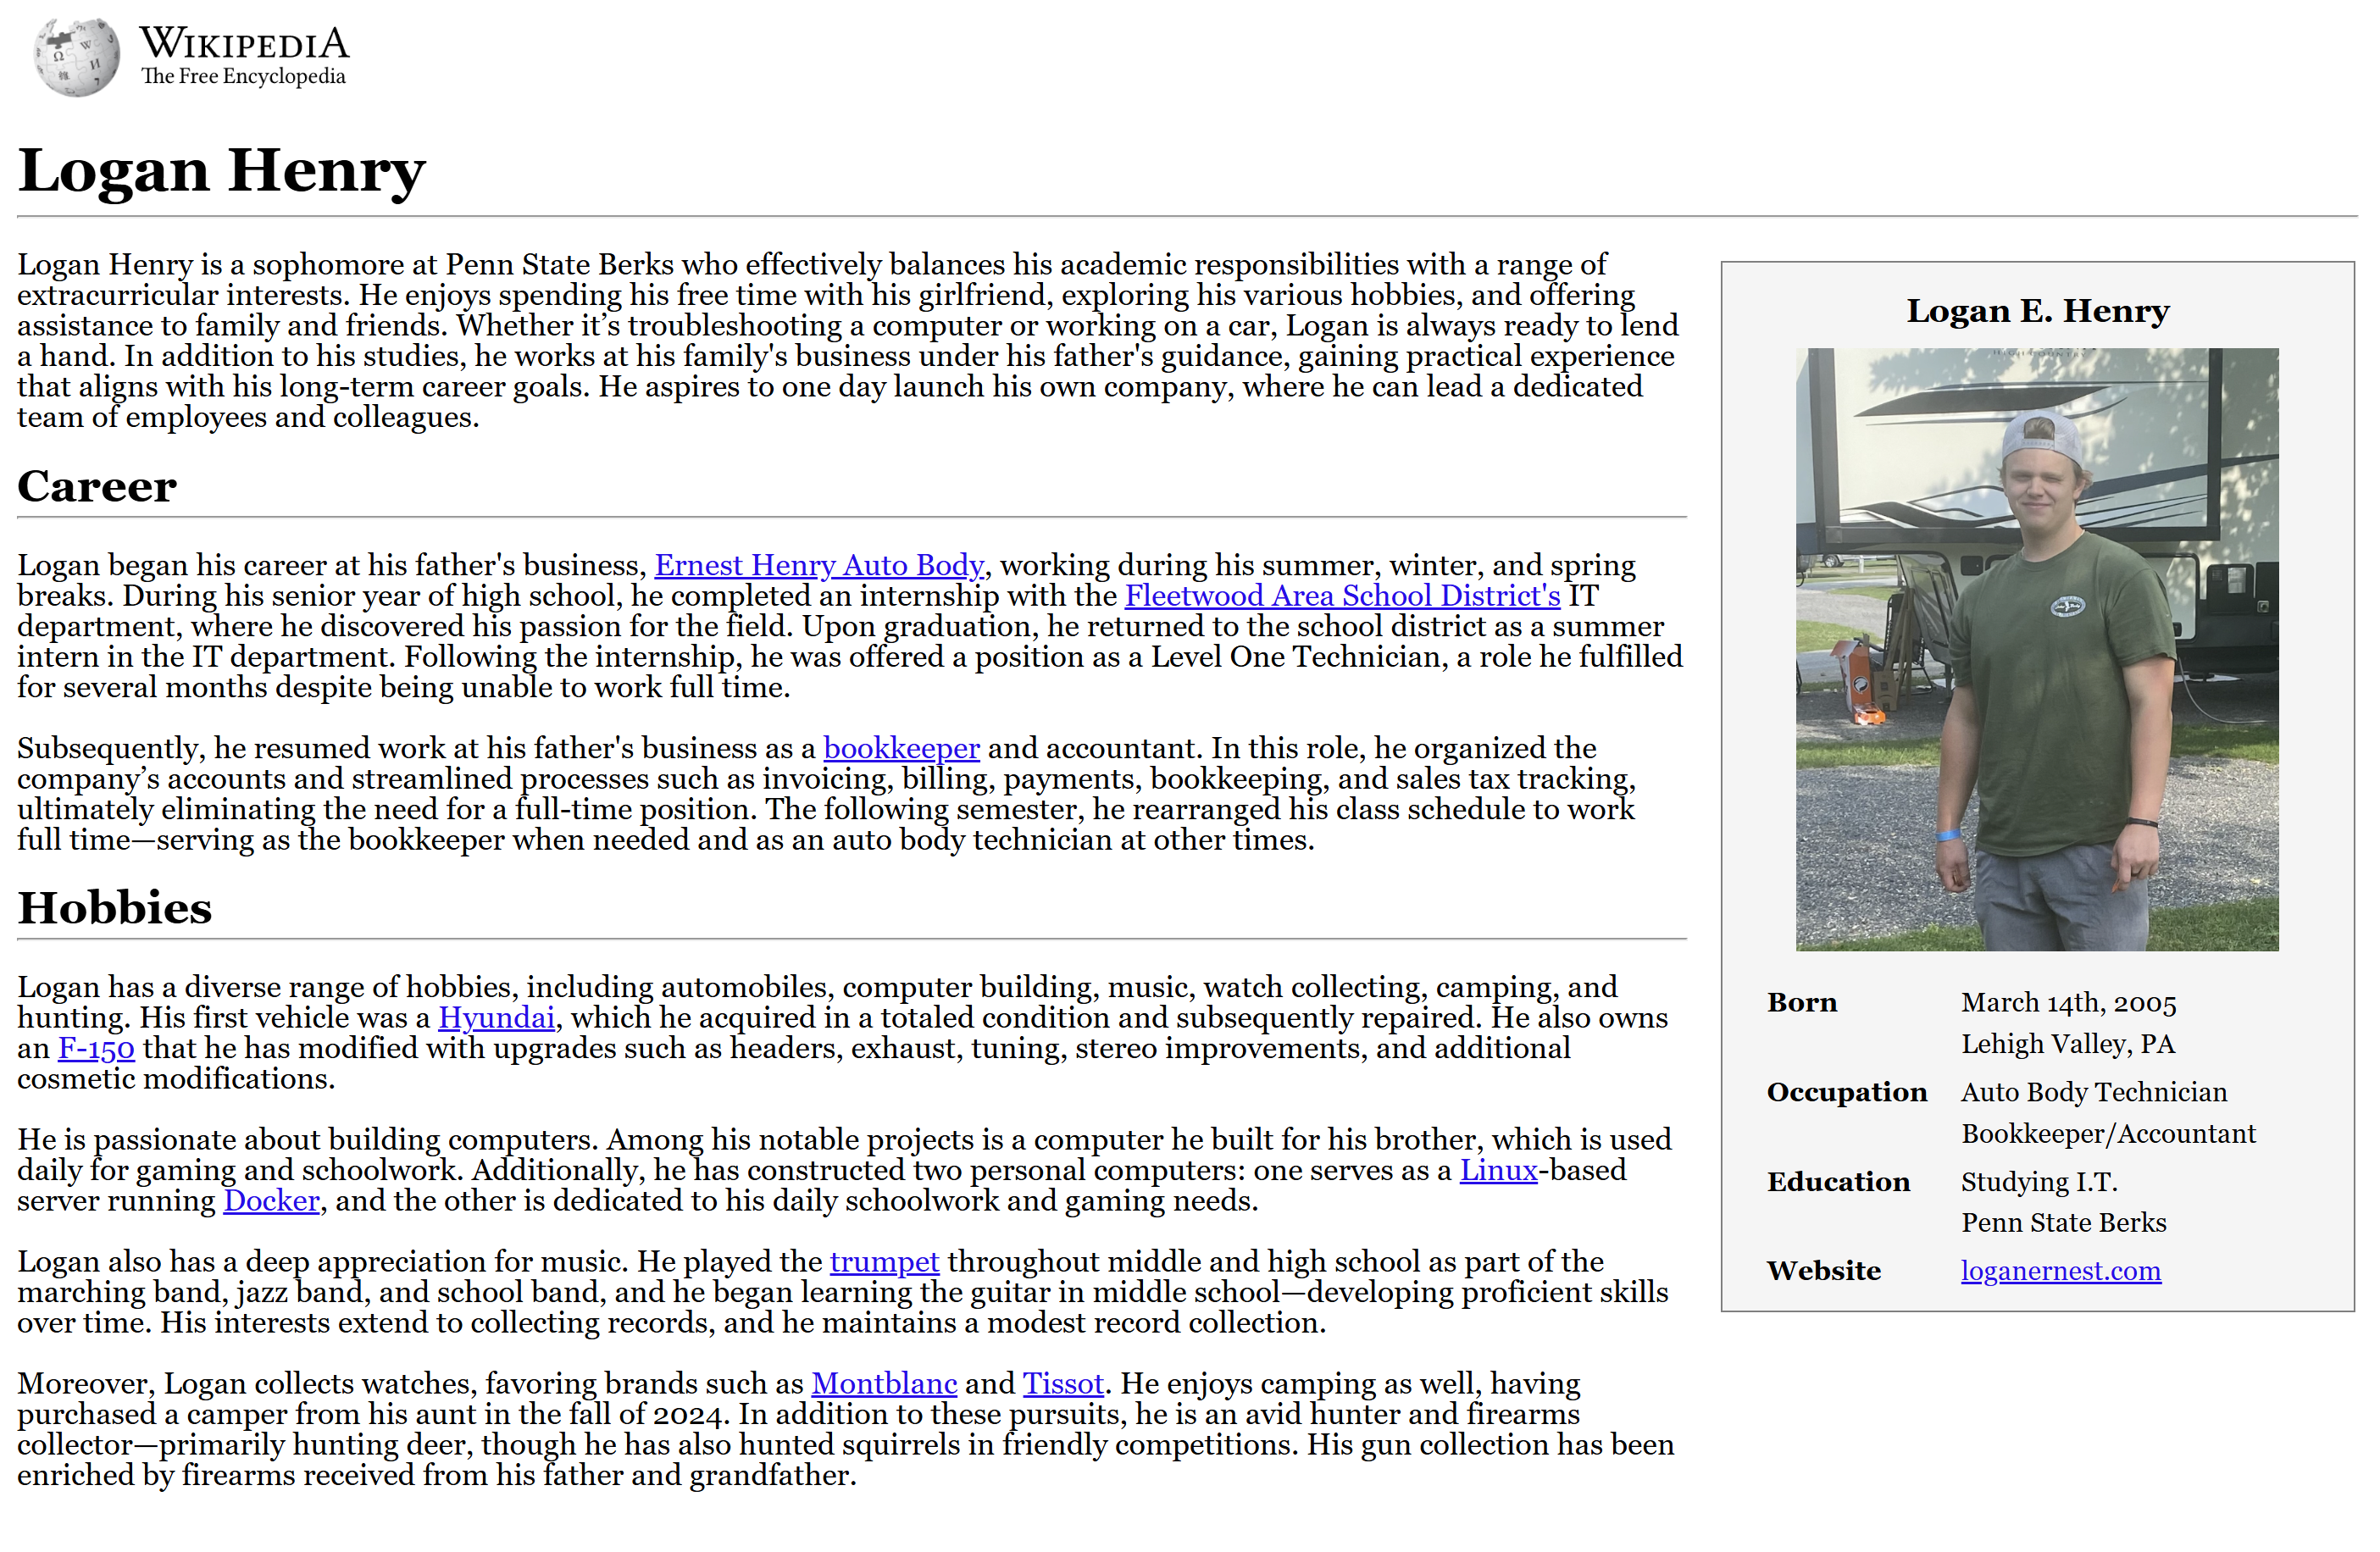 WIKIPEDIA
The Free Encyclopedia
Logan Henry
Logan Henry is a sophomore at Penn State Berks who effectively balances his academic responsibilities with a range of
extracurricular interests. He enjoys spending his free time with his girlfriend, exploring his various hobbies, and offering
assistance to family and friends. Whether it’s troubleshooting a computer or working on a car, Logan is always ready to lend
a hand. In addition to his studies, he works at his family's business under his father's guidance, gaining practical experience
that aligns with his long-term career goals. He aspires to one day launch his own company, where he can lead a dedicated
team of employees and colleagues.
Career
Logan began his career at his father's business, Ernest Henry Auto Body, working during his summer, winter, and spring
breaks. During his senior year of high school, he completed an internship with the Fleetwood Area School District's IT
department, where he discovered his passion for the field. Upon graduation, he returned to the school district as a summer
intern in the IT department. Following the internship, he was offered a position as a Level One Technician, a role he fulfilled
for several months despite being unable to work full time.
Subsequently, he resumed work at his father's business as a bookkeeper and accountant. In this role, he organized the
company’s accounts and streamlined processes such as invoicing, billing, payments, bookkeeping, and sales tax tracking,
ultimately eliminating the need for a full-time position. The following semester, he rearranged his class schedule to work
full time—serving as the bookkeeper when needed and as an auto body technician at other times.
Hobbies
Logan has a diverse range of hobbies, including automobiles, computer building, music, watch collecting, camping, and
hunting. His first vehicle was a Hyundai, which he acquired in a totaled condition and subsequently repaired. He also owns
an F-150 that he has modified with upgrades such as headers, exhaust, tuning, stereo improvements, and additional
cosmetic modifications.
He is passionate about building computers. Among his notable projects is a computer he built for his brother, which is used
daily for gaming and schoolwork. Additionally, he has constructed two personal computers: one serves as a Linux-based
server running Docker, and the other is dedicated to his daily schoolwork and gaming needs.
Logan also has a deep appreciation for music. He played the trumpet throughout middle and high school as part of the
marching band, jazz band, and school band, and he began learning the guitar in middle school—developing proficient skills
over time. His interests extend to collecting records, and he maintains a modest record collection.
Moreover, Logan collects watches, favoring brands such as Montblanc and Tissot. He enjoys camping as well, having
purchased a camper from his aunt in the fall of 2024. In addition to these pursuits, he is an avid hunter and firearms
collector—primarily hunting deer, though he has also hunted squirrels in friendly competitions. His gun collection has been
enriched by firearms received from his father and grandfather.
Logan E. Henry
Born March 14th, 2005
Lehigh Valley, PA
Occupation Auto Body Technician
Bookkeeper/Accountant
Education Studying I.T.
Penn State Berks
Website loganernest.com